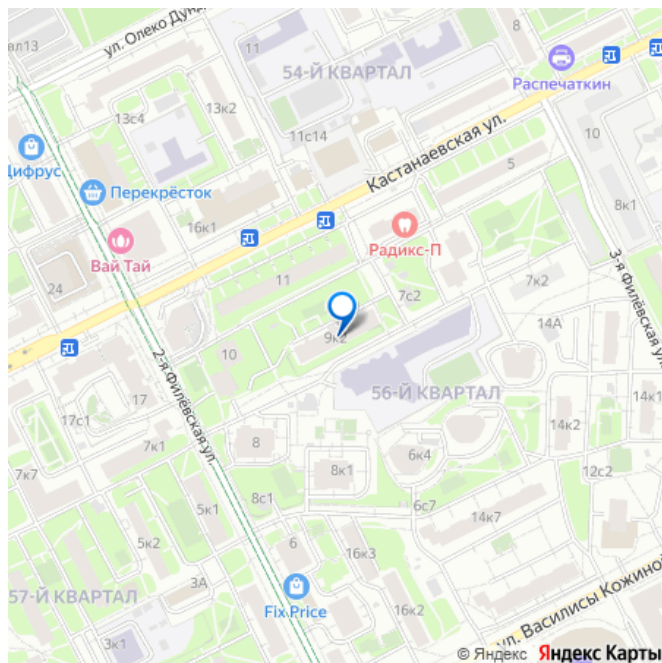 ал13
ул. Олеко Дунд
11
8
54-Й КВАРТАЛ
Распечаткин
13к2
13с4
11с14
10
Цифрус
Кастанаевская ул.
5
Перекрёсток
16к1
8к1
Радикс-П
Вай Тай
3-я Филёвская ул.
24
11
7с2
7к2
14А
9к2
10
2-я Филёвская ул.
56-Й КВАРТАЛ
17
17с1
14к2
7к1
8
6к4
12с2
7к7
8к1
8с1
6с7
5к1
14к7
5к2
6
16к3
3А
57-Й КВАРТАЛ
Fix Price
16к2
ул. Василисы Кожиной
3к1
© Яндекс Яндекс Карты